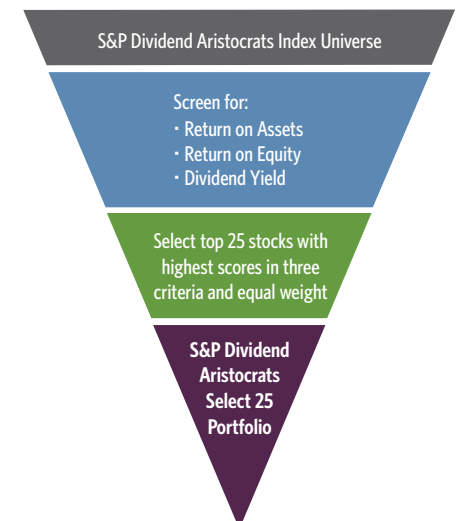 S&P Dividend Aristocrats Index Universe
Screen for:
· Return on Assets
· Return on Equity
· Dividend Yield
Select top 25 stocks with
highest scores in three
criteria and equal weight
S&P Dividend
Aristocrats
Select 25
Portfolio